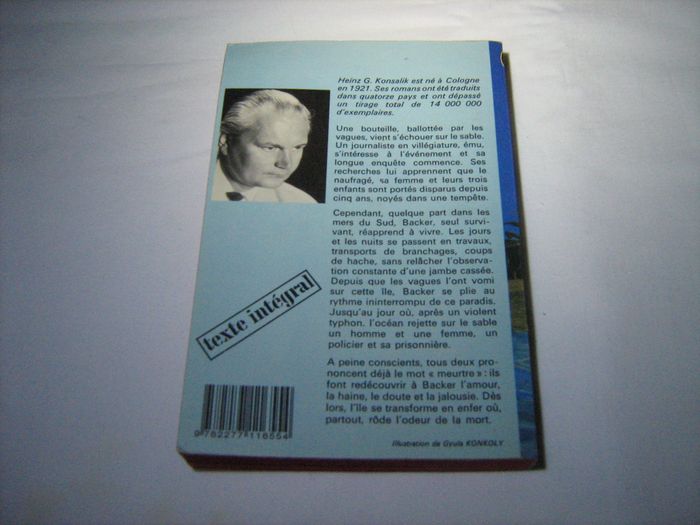 Heinz G. Konsalik est né à Cologne
en 1921. Ses romans ont été traduits
dans quatorze pays et ont dépassé
un tirage total de 14 000 000
d'exemplaires.
Une bouteille, ballottée par les
vagues, vient s'échouer sur le sable.
Un journaliste en villégiature, ému,
s'intéresse à l'événement et sa
longue enquête commence. Ses
recherches lui apprennent que le
naufragé, sa femme et leurs trois
enfants sont portés disparus depuis
cinq ans, noyés dans une tempête.
Cependant, quelque part dans les
mers du Sud, Backer, seul survi-
vant, réapprend à vivre. Les jours
et les nuits se passent en travaux,
transports de branchages, coups
de hache, sans relâcher l'observa-
tion constante d'une jambe cassée.
Depuis que les vagues l'ont vomi
sur cette île, Backer se plie au
rythme ininterrompu de ce paradis.
Jusqu'au jour où, après un violent
typhon, l'océan rejette sur le sable
un homme et une femme, un
policier et sa prisonnière.
A peine conscients, tous deux pro-
noncent déjà le mot « meurtre » : ils
font redécouvrir à Backer l'amour,
la haine, le doute et la jalousie. Dès
lors, l'île se transforme en enfer où,
partout, rôde l'odeur de la mort.
texte intégral
9782277118554
Illustration de Gyula KONKOLY